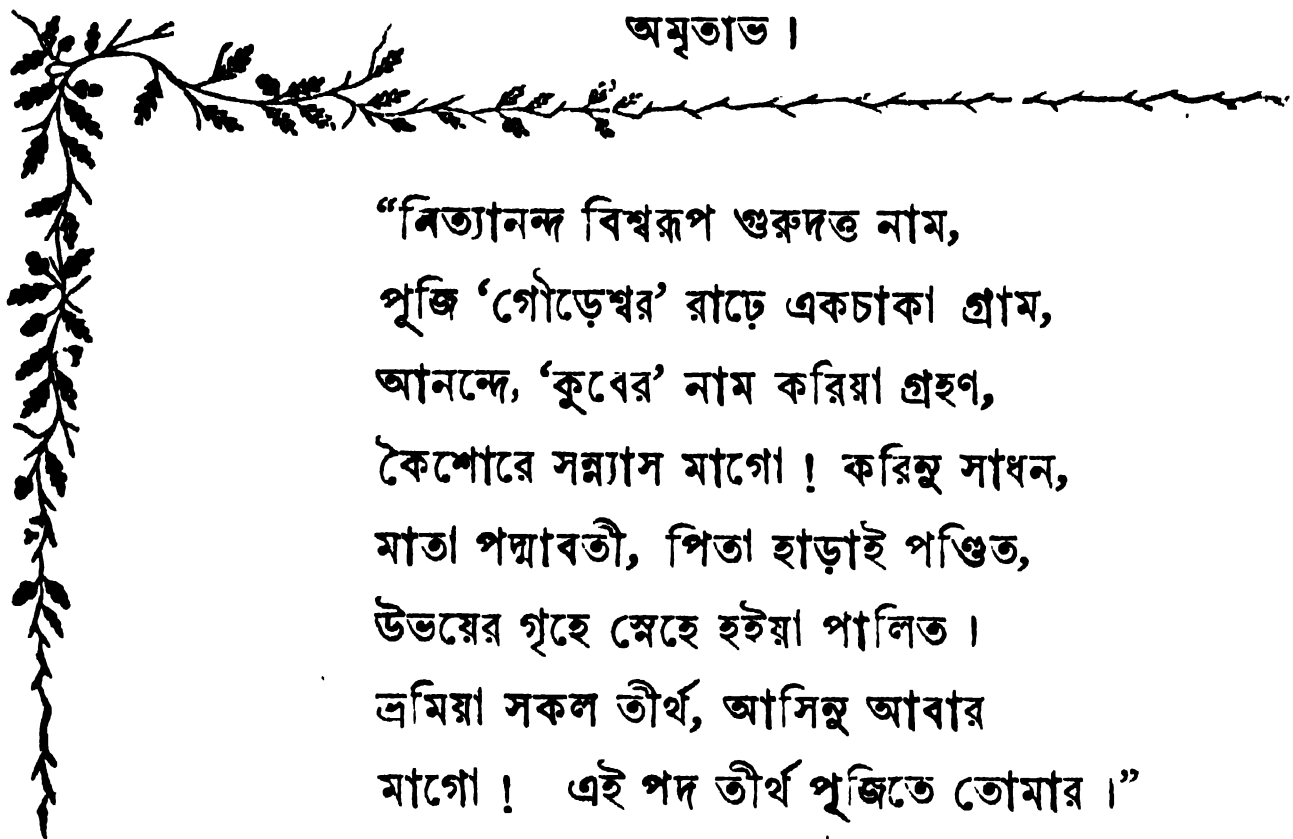 অমৃতাভ ।
“নিত্যানন্দ বিশ্বরূপ গুরুদত্ত নাম,
পূজি ‘গৌড়েশ্বর’ রাঢ়ে একচাকা গ্রাম,
আনন্দে, ‘কুবের’ নাম করিয়া গ্রহণ,
কৈশোরে সন্ন্যাস মাগো ! করিনু সাধন,
মাতা পদ্মাবতী, পিতা হাড়াই পণ্ডিত,
উভয়ের গৃহে স্নেহে হইয়া পালিত ।
ভ্রমিয়া সকল তীর্থ, আসিনু আবার
মাগো ! এই পদ তীর্থ পূজিতে তোমার ।”